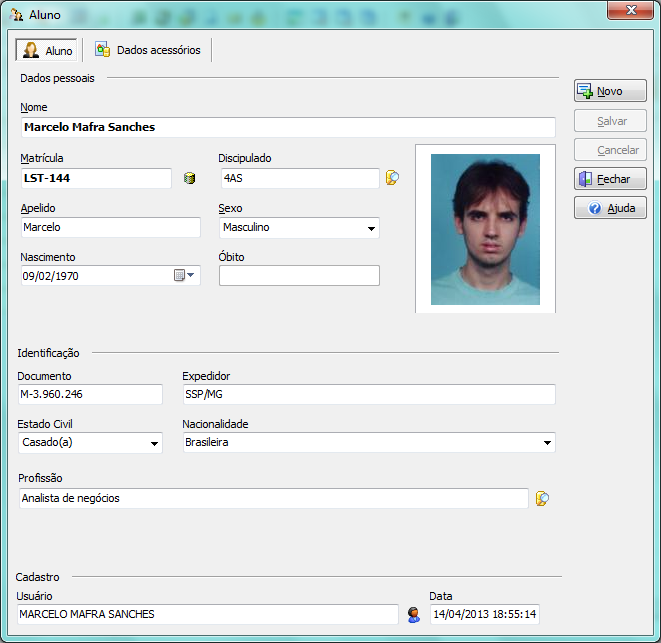 Aluno
Aluno Dados acessórios
Dados pessoais
Novo
Nome
Marcelo Mafra Sanches
Salvar
Cancelar
Matrícula Discipulado
LST-144 4AS
Fechar
Apelido Sexo
Ajuda
Marcelo Masculino
Nascimento Óbito
09/02/1970
Identificação
Documento Expedidor
M-3.960.246 SSP/MG
Estado Civil Nacionalidade
Casado(a) Brasileira
Profissão
Analista de negócios
Cadastro
Usuário Data
MARCELO MAFRA SANCHES 14/04/2013 18:55:14